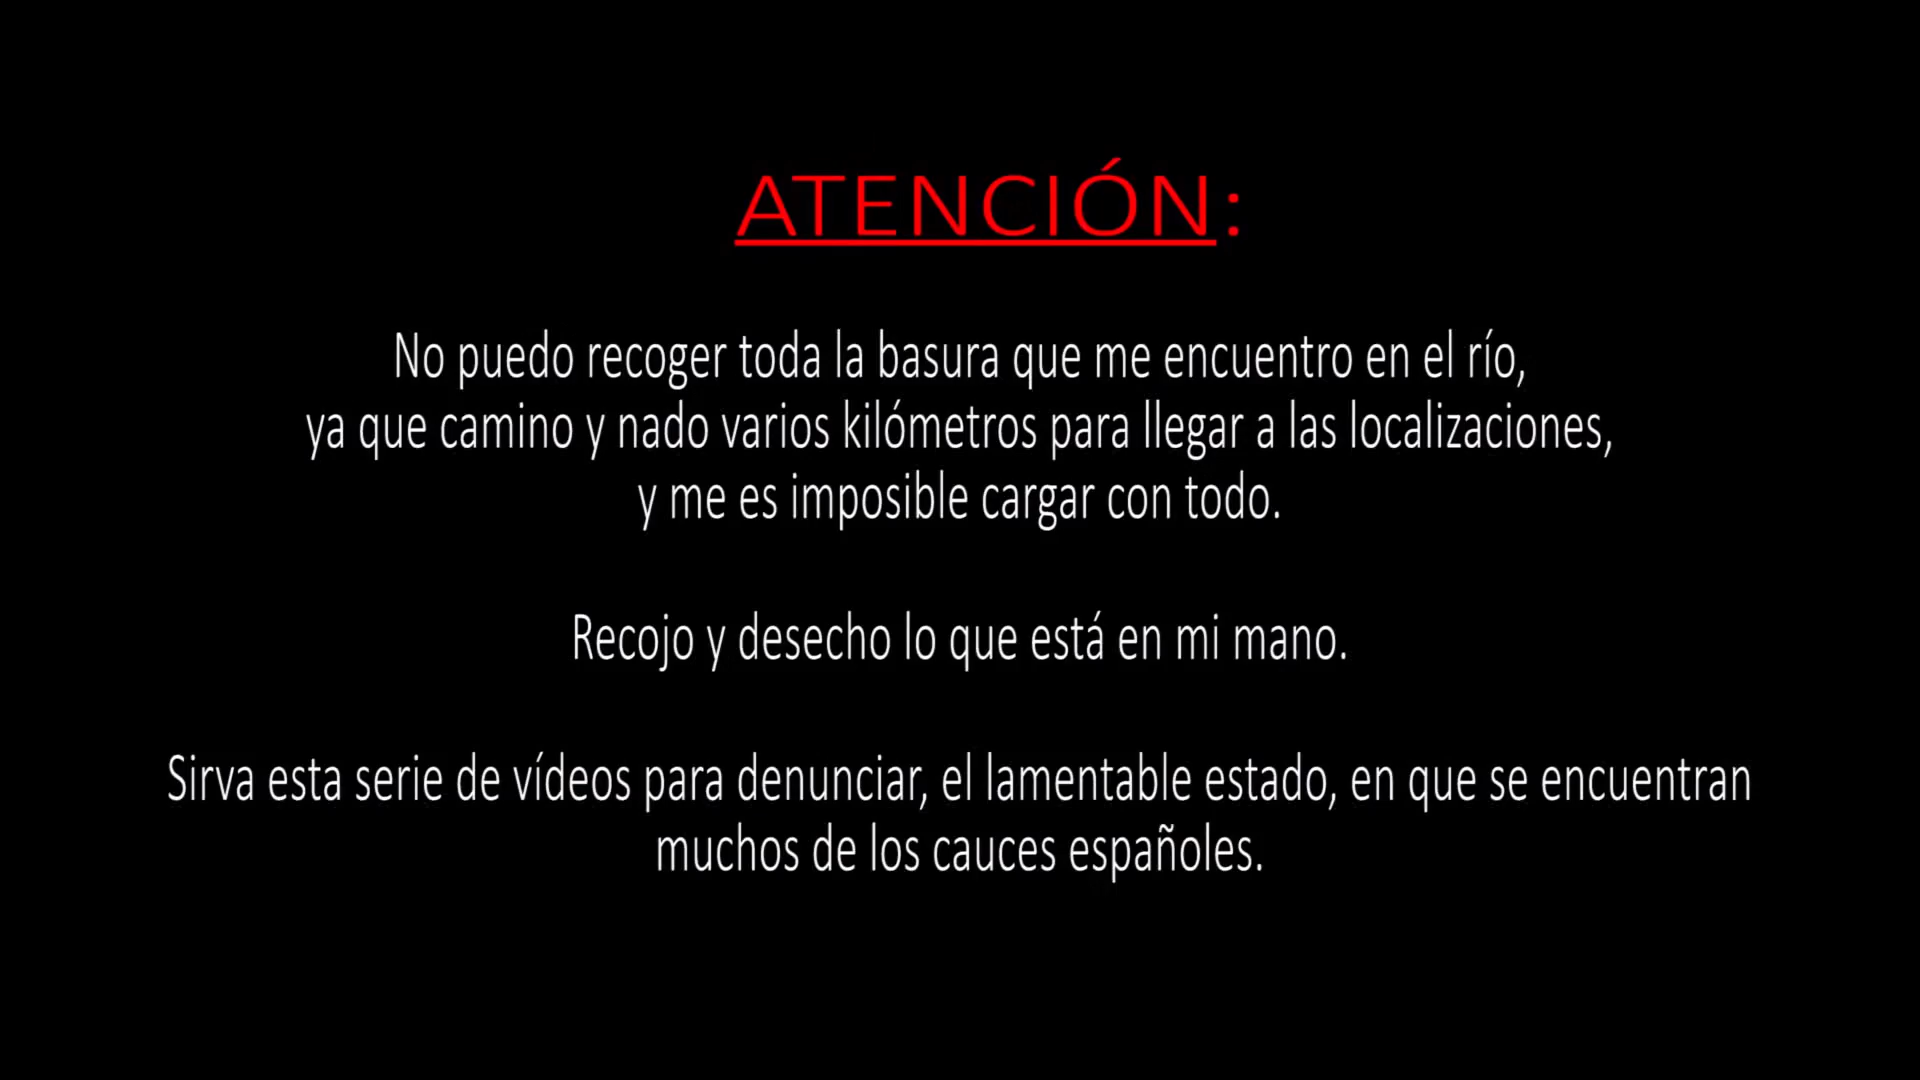 ATENCIÓN:
No puedo recoger toda la basura que me encuentro en el río,
ya que camino y nado varios kilómetros para llegar a las localizaciones,
y me es imposible cargar con todo.
Recojo y desecho lo que está en mi mano.
Sirva esta serie de vídeos para denunciar, el lamentable estado, en que se encuentran
muchos de los cauces españoles.